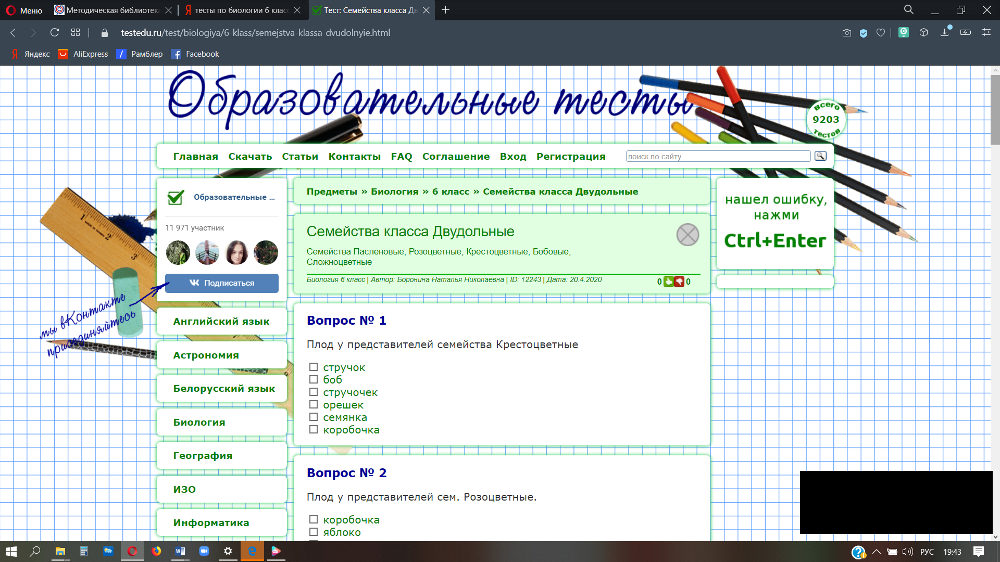 Меню
Методическая библиотека
тесты по биологии 6 клас
Тест: Семейства класса Дв
testedu.ru/test/biologiya/6-klass/semejstva-klassa-dvudolnyie.html
Яндекс AliExpress Рамблер Facebook
Образовательные тесты
всего
9203
тестов
Главная Скачать Статьи Контакты FAQ Соглашение Вход Регистрация
поиск по сайту
Образовательные ...
11 971 участник
Подписаться
мы вКонтакте
присоединяйтесь
Английский язык
Астрономия
Белорусский язык
Биология
География
ИЗО
Информатика
Предметы » Биология » 6 класс » Семейства класса Двудольные
Семейства класса Двудольные
Семейства Пасленовые, Розоцветные, Крестоцветные, Бобовые,
Сложноцветные
Биология 6 класс | Автор: Боронина Наталья Николаевна | ID: 12243 | Дата: 20.4.2020
0 0
Вопрос № 1
Плод у представителей семейства Крестоцветные
стручок
боб
стручочек
орешек
семянка
коробочка
Вопрос № 2
Плод у представителей сем. Розоцветные.
коробочка
яблоко
нашел ошибку,
нажми
Ctrl+Enter
1
2
3
РУС 19:43